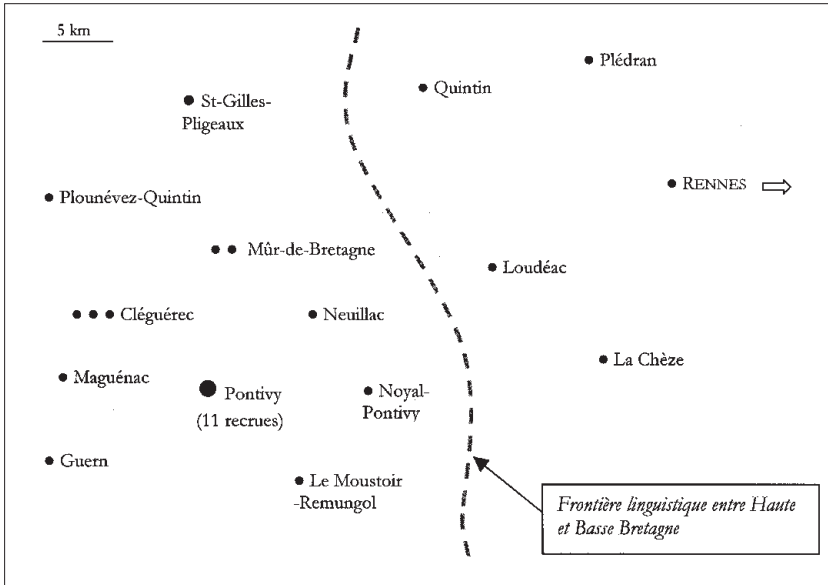 5 km
Plédran
Quintin
St-Gilles-
Pligeaux
RENNES
Plounévez-Quintin
Mûr-de-Bretagne
Loudéac
Cléguérec
Neuillac
La Chèze
Maguénac
Pontivy
(11 recrues)
Noyal-
Pontivy
Guern
Le Moustoir
-Remungol
Frontière linguistique entre Haute
et Basse Bretagne